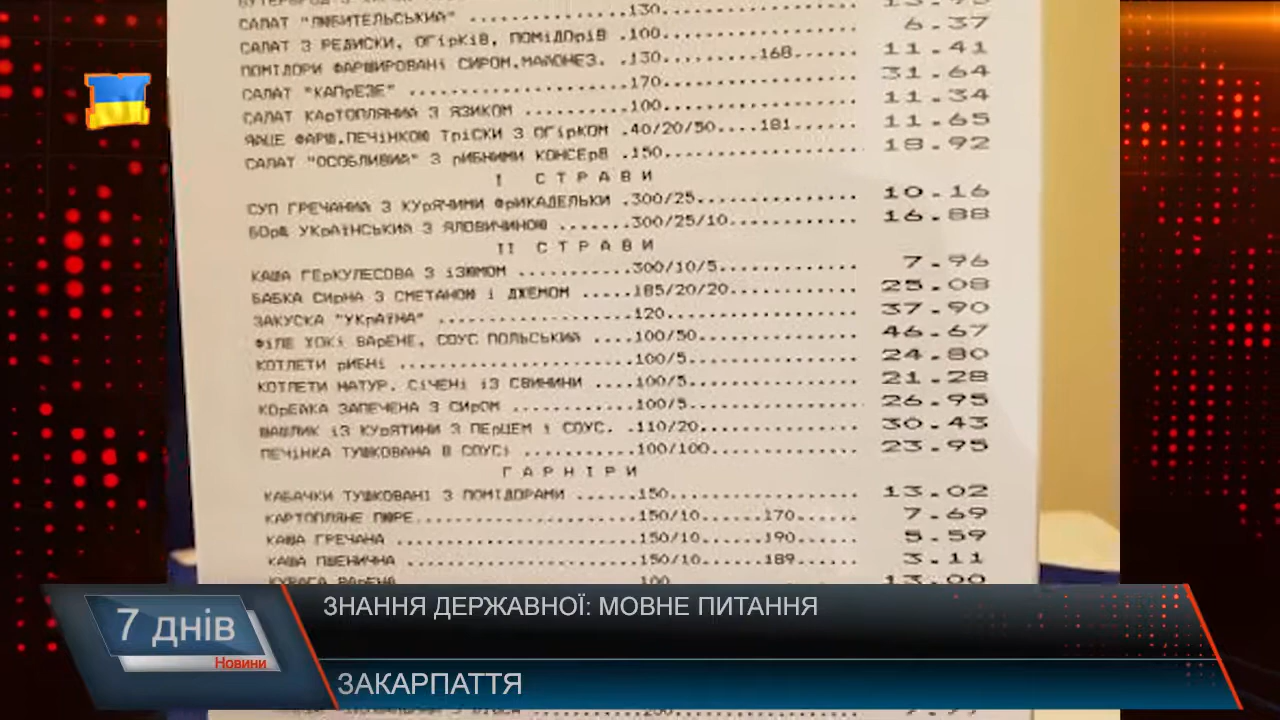 САЛАТ "ЛЮБИТЕЛЬСЬКИЙ" ..............130......................
САЛАТ З РЕДИСКИ, ОГІРКІВ, ПОМІДОРІВ .100...................... 6.37
ПОМІДОРИ ФАРШИРОВАНІ СИРОМ,МАЙОНЕЗ. .130............168...... 11.41
САЛАТ "КАПРЕЗЕ" ....................170...................... 31.64
САЛАТ КАРТОПЛЯНИЙ З ЯЗИКОМ .........100...................... 11.34
ЯЙЦЕ ФАРШ.ПЕЧІНКОЮ ТРІСКИ З ОГІРКОМ .40/20/50....181...... 11.65
САЛАТ "ОСОБЛИВИЙ" З РИБНИМИ КОНСЕРВ .150...................... 18.92
І СТРАВИ
СУП ГРЕЧАНИЙ З КУРЯЧИМИ ФРИКАДЕЛЬКИ .300/25............... 10.16
БОРЩ УКРАЇНСЬКИЙ З ЯЛОВИЧИНОЮ .......300/25/10............ 16.88
ІІ СТРАВИ
КАША ГЕРКУЛЕСОВА З ІЗЮМОМ ..........300/10/5............. 7.96
БАБКА СИРНА З СМЕТАНОЮ І ДЖЕМОМ .....185/20/20............ 25.08
ЗАКУСКА "УКРАЇНА" .................120.................. 37.90
ФІЛЕ ХОКІ ВАРЕНЕ, СОУС ПОЛЬСЬКИЙ ....100/50............... 46.67
КОТЛЕТИ РИБНІ .....................100/5................ 24.80
КОТЛЕТИ НАТУР. СІЧЕНІ ІЗ СВИНИНИ ....100/5................ 21.28
КОРЕЙКА ЗАПЕЧЕНА З СИРОМ ...........100/5................ 26.95
ШАШЛИК ІЗ КУРЯТИНИ З ПЕРЦЕМ І СОУС. .110/20............... 30.43
ПЕЧІНКА ТУШКОВАНА В СОУСІ ..........100/100.............. 23.95
ГАРНІРИ
КАБАЧКИ ТУШКОВАНІ З ПОМІДОРАМИ ......150.................. 13.02
КАРТОПЛЯНЕ ПЮРЕ....................150/10......170...... 7.69
КАША ГРЕЧАНА ......................150/10......190...... 5.59
КАША ПШЕНИЧНА .....................150/10......189...... 3.11
КУРАГА ВАРЕНА 100 13.00
7 днів
Новини
ЗНАННЯ ДЕРЖАВНОЇ: МОВНЕ ПИТАННЯ
ЗАКАРПАТТЯ